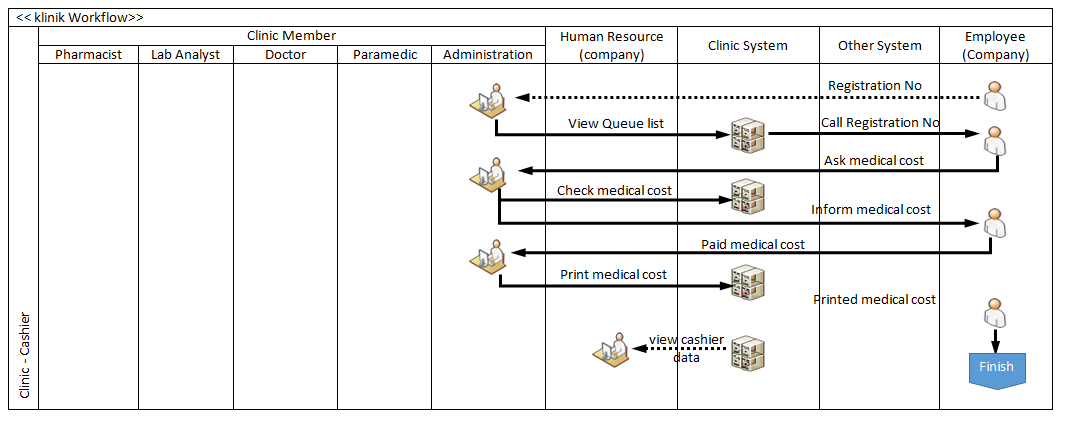 << klinik Workflow>>
Clinic Member
Human Resource
(company)
Clinic System
Other System
Employee
(Company)
Pharmacist
Lab Analyst
Doctor
Paramedic
Administration
Registration No
View Queue list
Call Registration No
Ask medical cost
Check medical cost
Inform medical cost
Paid medical cost
Print medical cost
Printed medical cost
view cashier
data
Finish
Clinic - Cashier